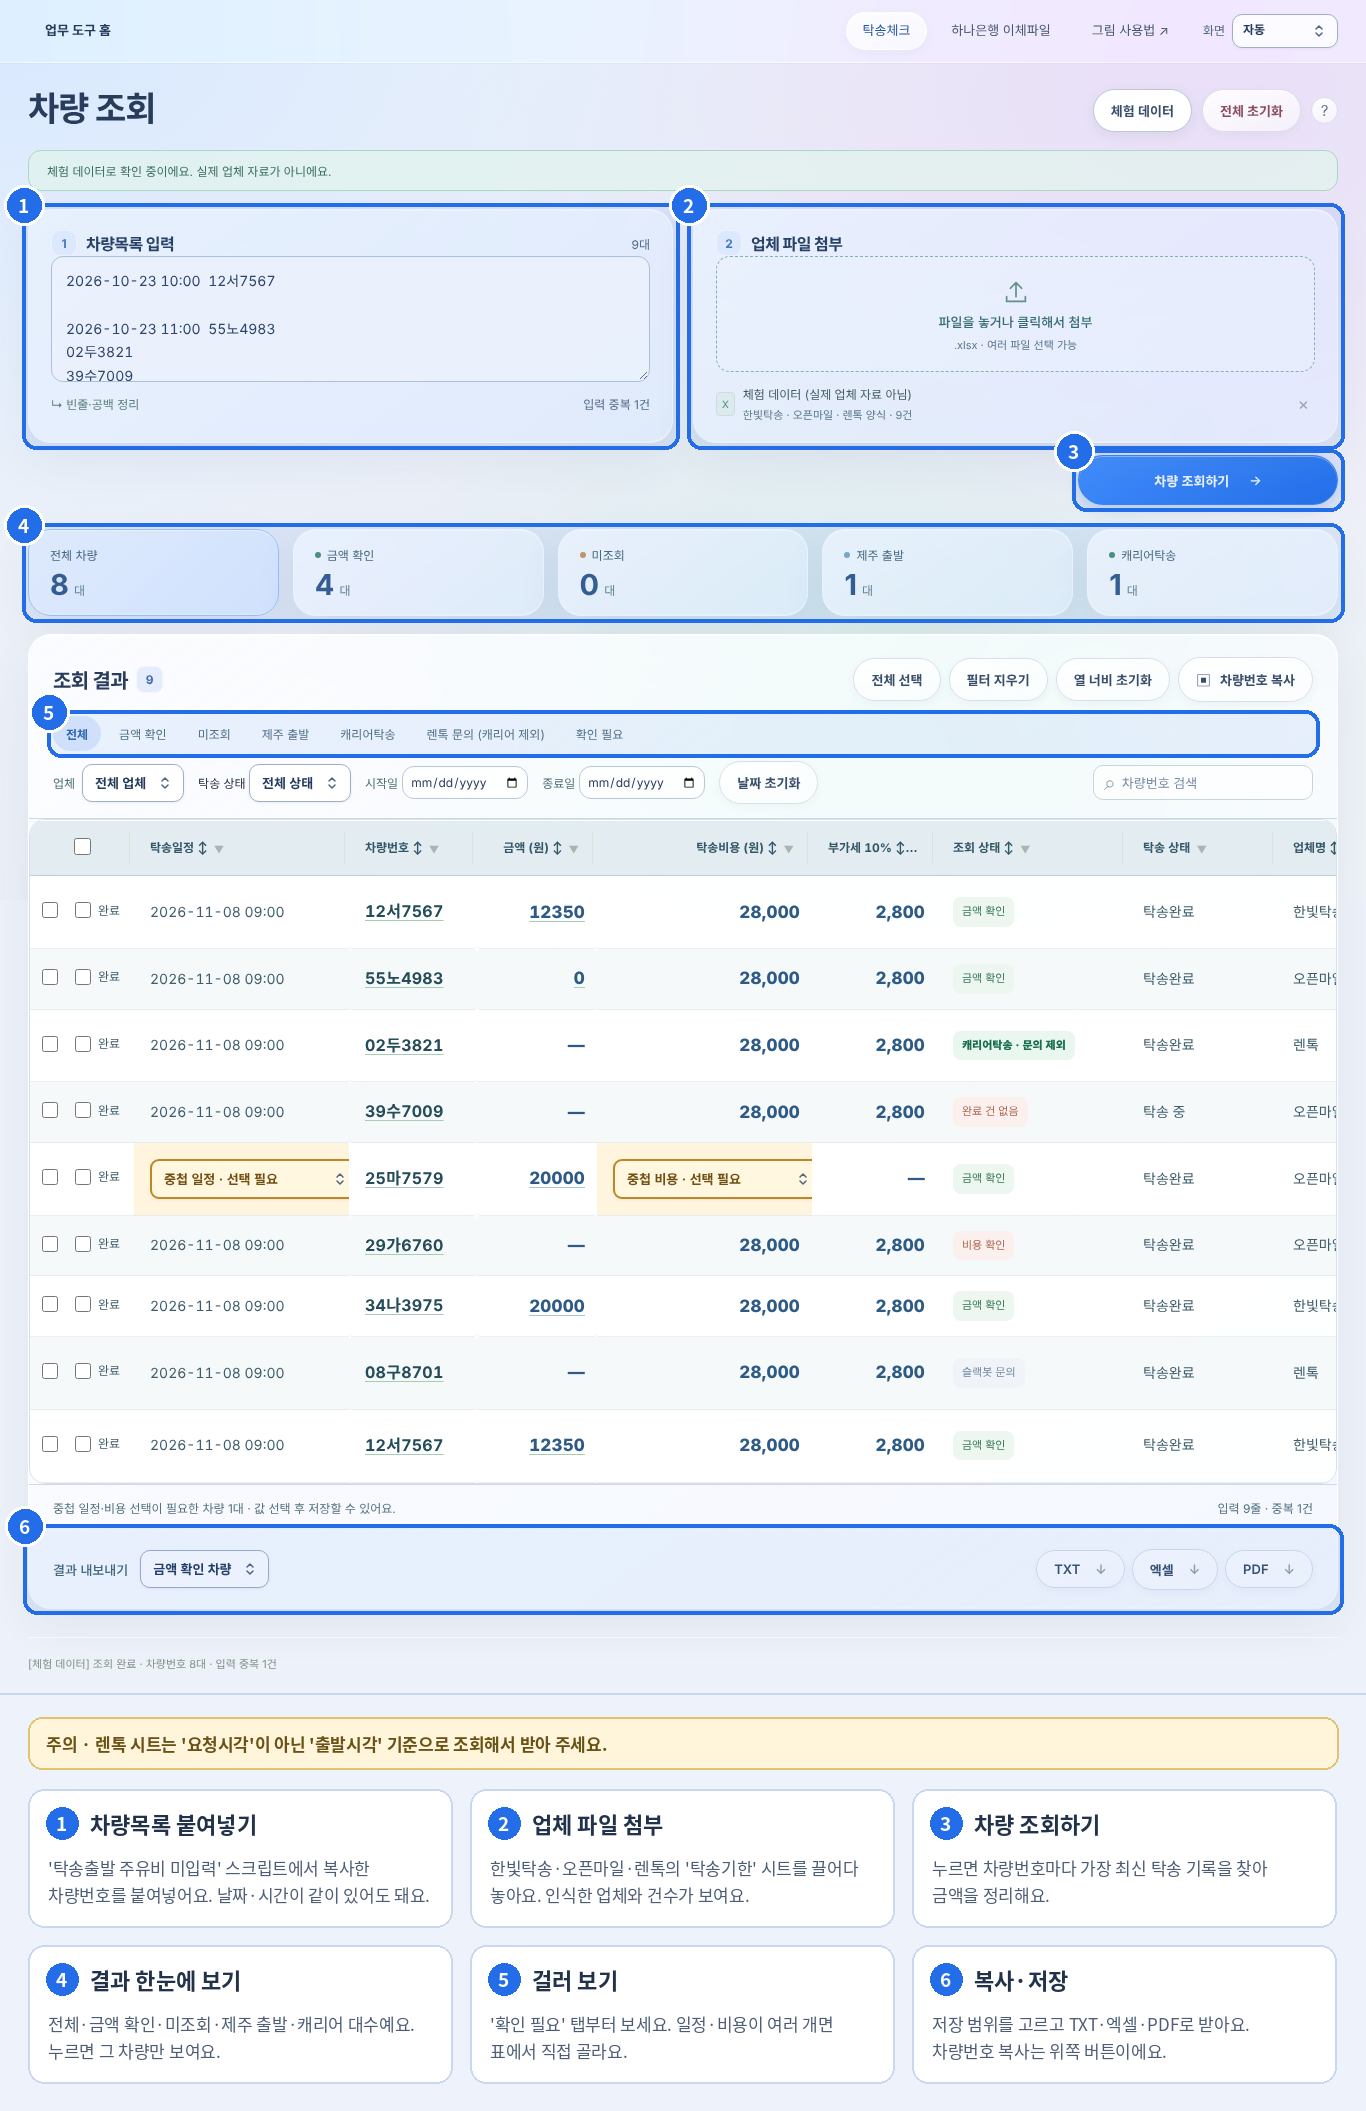 업무 도구 홈
탁송체크
하나은행 이체파일
그림 사용법 ↗
화면
자동
차량 조회
체험 데이터
전체 초기화
?
체험 데이터로 확인 중이에요. 실제 업체 자료가 아니에요.
1
2
1 차량목록 입력 9대
2026-10-23 10:00 12서7567
2026-10-23 11:00 55노4983
02두3821
39수7009
↳ 빈줄·공백 정리 입력 중복 1건
2 업체 파일 첨부
파일을 놓거나 클릭해서 첨부
.xlsx · 여러 파일 선택 가능
X 체험 데이터 (실제 업체 자료 아님) ×
한빛탁송 · 오픈마일 · 렌톡 양식 · 9건
3
차량 조회하기 →
4
전체 차량
8 대
금액 확인
4 대
미조회
0 대
제주 출발
1 대
캐리어탁송
1 대
조회 결과 9
전체 선택
필터 지우기
열 너비 초기화
차량번호 복사
5
전체 금액 확인 미조회 제주 출발 캐리어탁송 렌톡 문의 (캐리어 제외) 확인 필요
업체 전체 업체 탁송 상태 전체 상태 시작일 mm/dd/yyyy 종료일 mm/dd/yyyy 날짜 초기화 차량번호 검색
탁송일정 ↕ ▼ 차량번호 ↕ ▼ 금액 (원) ↕ ▼ 탁송비용 (원) ↕ ▼ 부가세 10% ↕... 조회 상태 ↕ ▼ 탁송 상태 ▼ 업체명 ↕
완료 2026-11-08 09:00 12서7567 12350 28,000 2,800 금액 확인 탁송완료 한빛탁
완료 2026-11-08 09:00 55노4983 0 28,000 2,800 금액 확인 탁송완료 오픈마
완료 2026-11-08 09:00 02두3821 — 28,000 2,800 캐리어탁송 · 문의 제외 탁송완료 렌톡
완료 2026-11-08 09:00 39수7009 — 28,000 2,800 완료 건 없음 탁송 중 오픈마
완료 중첩 일정 · 선택 필요 25마7579 20000 중첩 비용 · 선택 필요 — 금액 확인 탁송완료 오픈마
완료 2026-11-08 09:00 29가6760 — 28,000 2,800 비용 확인 탁송완료 오픈마
완료 2026-11-08 09:00 34나3975 20000 28,000 2,800 금액 확인 탁송완료 한빛탁
완료 2026-11-08 09:00 08구8701 — 28,000 2,800 슬랙봇 문의 탁송완료 렌톡
완료 2026-11-08 09:00 12서7567 12350 28,000 2,800 금액 확인 탁송완료 한빛탁
중첩 일정·비용 선택이 필요한 차량 1대 · 값 선택 후 저장할 수 있어요. 입력 9줄 · 중복 1건
6
결과 내보내기 금액 확인 차량 TXT ↓ 엑셀 ↓ PDF ↓
[체험 데이터] 조회 완료 · 차량번호 8대 · 입력 중복 1건
주의 · 렌톡 시트는 '요청시각'이 아닌 '출발시각' 기준으로 조회해서 받아 주세요.
1 차량목록 붙여넣기
'탁송출발 주유비 미입력' 스크립트에서 복사한
차량번호를 붙여넣어요. 날짜·시간이 같이 있어도 돼요.
2 업체 파일 첨부
한빛탁송·오픈마일·렌톡의 '탁송기한' 시트를 끌어다
놓아요. 인식한 업체와 건수가 보여요.
3 차량 조회하기
누르면 차량번호마다 가장 최신 탁송 기록을 찾아
금액을 정리해요.
4 결과 한눈에 보기
전체·금액 확인·미조회·제주 출발·캐리어 대수예요.
누르면 그 차량만 보여요.
5 걸러 보기
'확인 필요' 탭부터 보세요. 일정·비용이 여러 개면
표에서 직접 골라요.
6 복사·저장
저장 범위를 고르고 TXT·엑셀·PDF로 받아요.
차량번호 복사는 위쪽 버튼이에요.